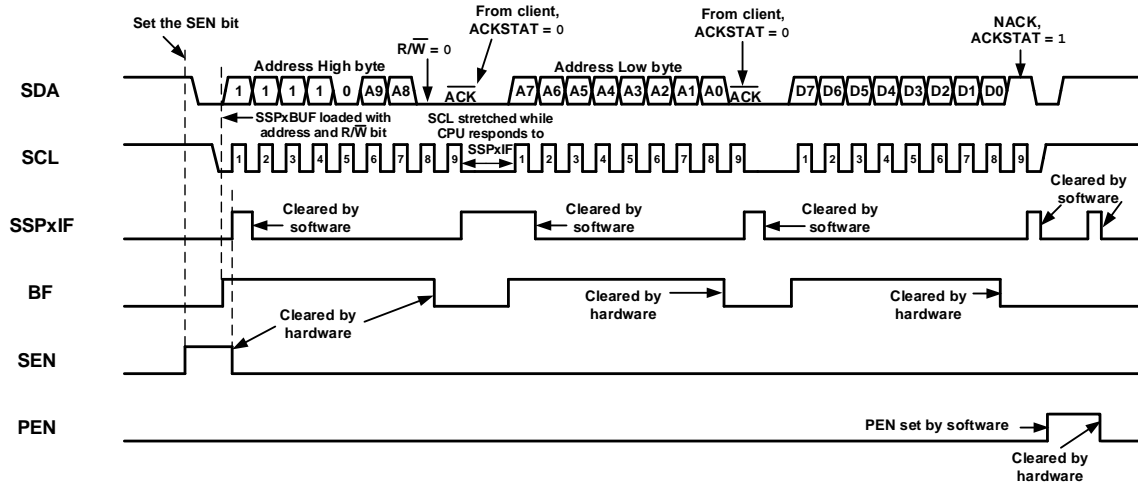 Set the SEN bit
R/W = 0
From client,
ACKSTAT = 0
From client,
ACKSTAT = 0
NACK,
ACKSTAT = 1
Address High byte
Address Low byte
SDA
1 1 1 1 0 A9 A8 ACK A7 A6 A5 A4 A3 A2 A1 A0 ACK D7 D6 D5 D4 D3 D2 D1 D0
SSPxBUF loaded with
address and R/W bit
SCL stretched while
CPU responds to
SSPxIF
SCL
1 2 3 4 5 6 7 8 9 1 2 3 4 5 6 7 8 9 1 2 3 4 5 6 7 8 9
SSPxIF
Cleared by
software
Cleared by
software
Cleared by
software
Cleared by
software
BF
Cleared by
hardware
Cleared by
hardware
Cleared by
hardware
SEN
PEN
PEN set by software
Cleared by
hardware